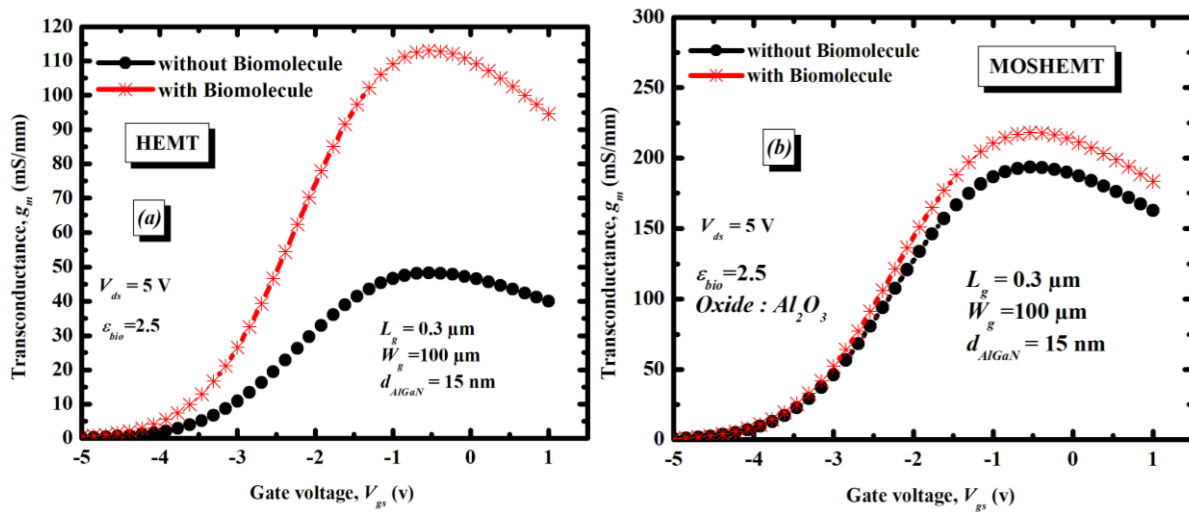 120
110
100
90
80
70
60
50
40
30
20
10
0
Transconductance, g_m (mS/mm)
without Biomolecule
with Biomolecule
HEMT
(a)
V_ds = 5 V
ε_bio=2.5
L_g = 0.3 µm
W_g =100 µm
d_AlGaN = 15 nm
-5 -4 -3 -2 -1 0 1
Gate voltage, V_gs (v)
300
250
200
150
100
50
0
Transconductance, g_m (mS/mm)
without Biomolecule
with Biomolecule
MOSHEMT
(b)
V_ds = 5 V
ε_bio=2.5
Oxide : Al_2O_3
L_g = 0.3 µm
W_g = 100 µm
d_AlGaN = 15 nm
-5 -4 -3 -2 -1 0 1
Gate voltage, V_gs (v)